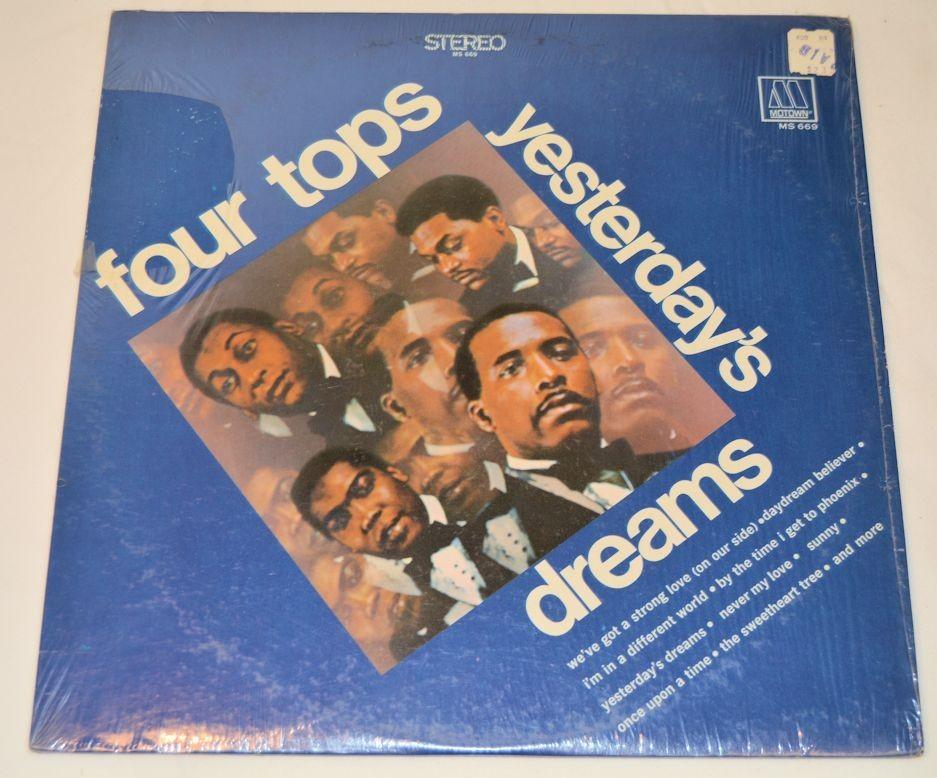 STEREO
MS 669
MOTOWN®
MS 669
four tops
yesterday's
dreams
we've got a strong love (on our side) • daydream believer •
i'm in a different world • by the time i get to phoenix •
yesterday's dreams • never my love • sunny •
once upon a time • the sweetheart tree • and more